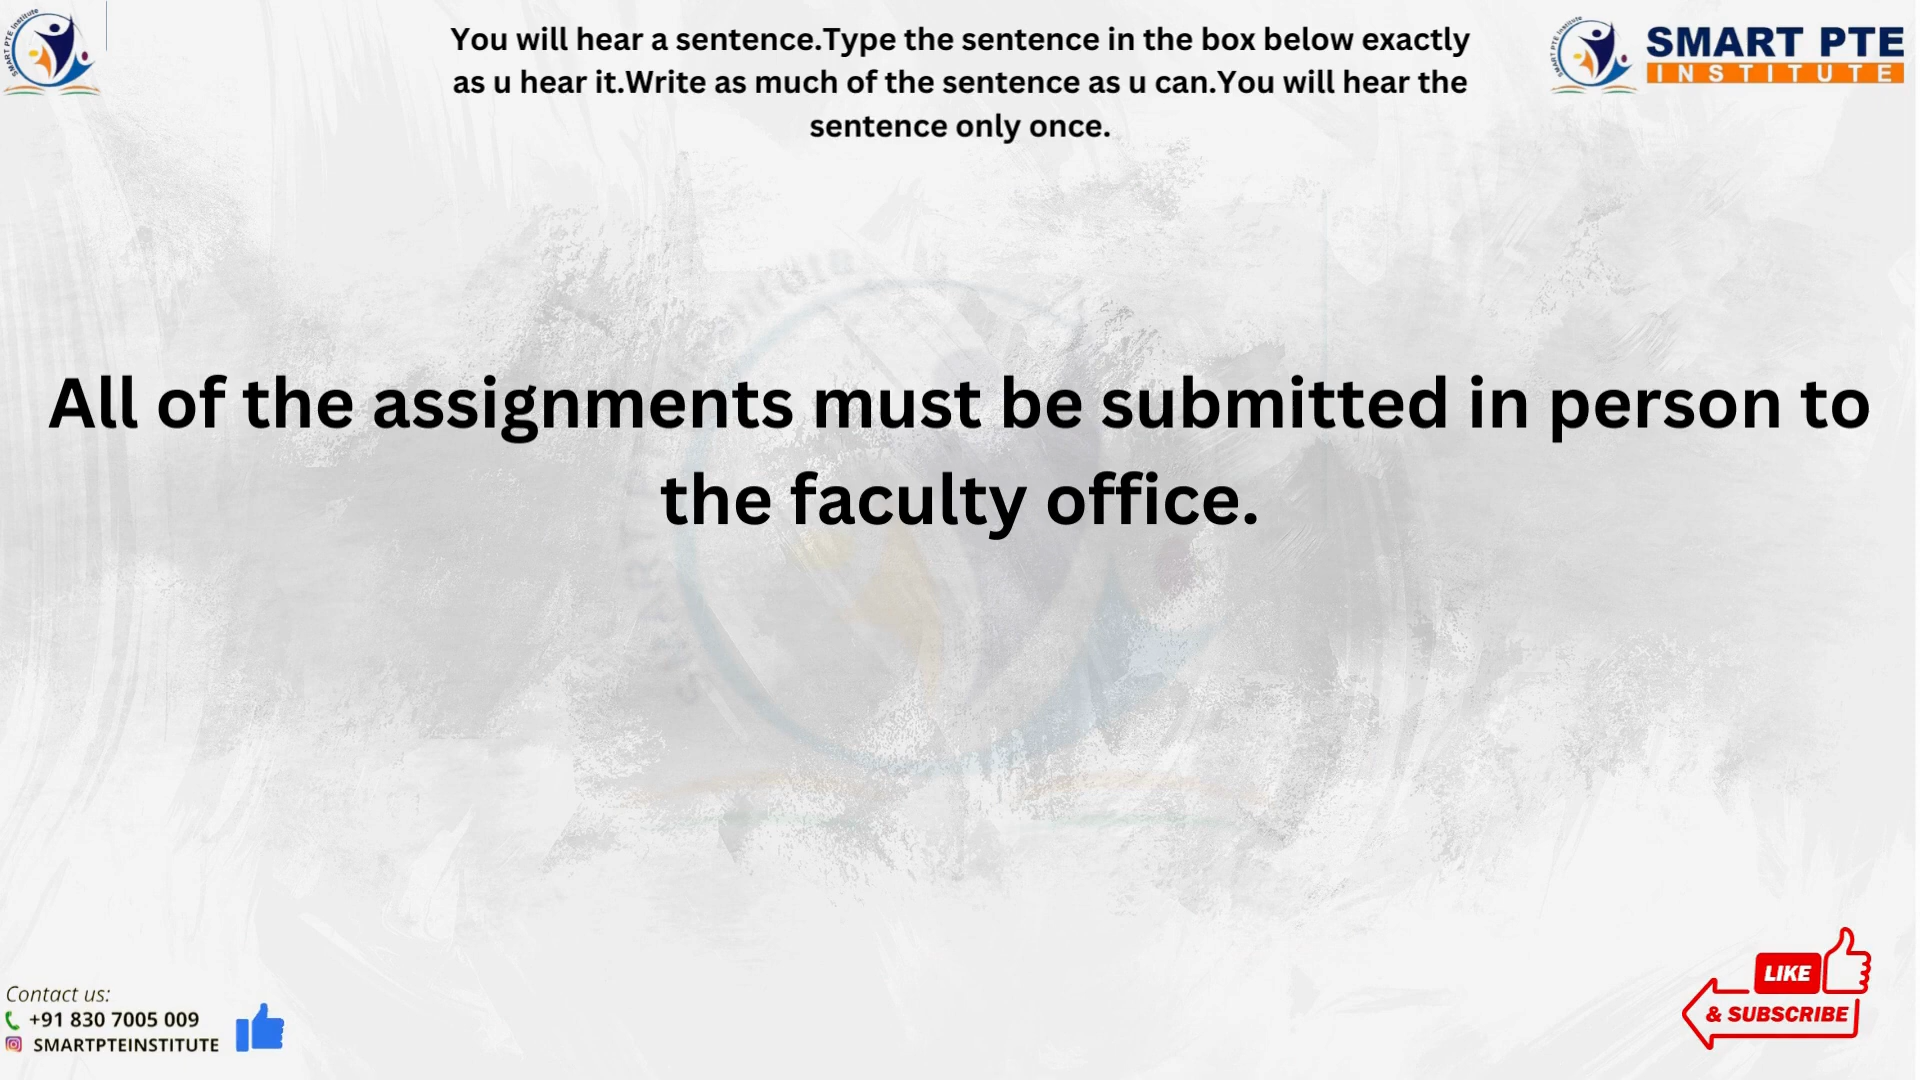 You will hear a sentence.Type the sentence in the box below exactly
as u hear it.Write as much of the sentence as u can.You will hear the
sentence only once.
SMART PTE
INSTITUTE
All of the assignments must be submitted in person to
the faculty office.
Contact us:
+91 830 7005 009
SMARTPTEINSTITUTE
LIKE
& SUBSCRIBE